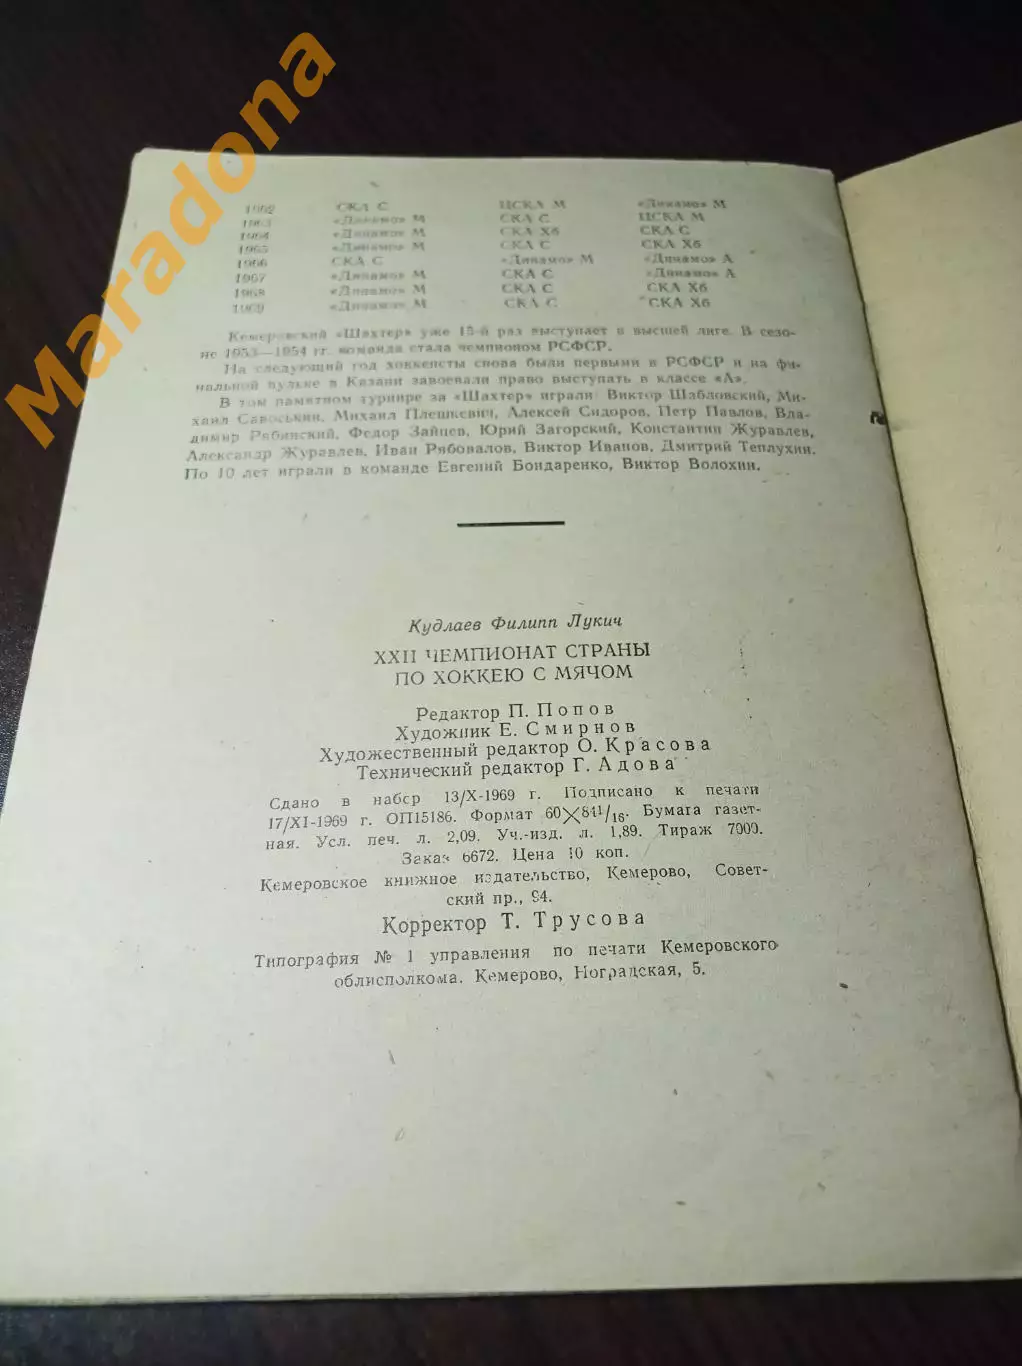 Maradona
1962 СКА С ЦСКА М «Динамо» М
1963 «Динамо» М СКА С ЦСКА М
1964 «Динамо» М СКА Хб СКА С
1965 «Динамо» М СКА С СКА Хб
1966 СКА С «Динамо» М «Динамо» А
1967 «Динамо» М СКА С «Динамо» А
1968 «Динамо» М СКА С СКА Хб
1969 «Динамо» М СКА С СКА Хб
Кемеровский «Шахтер» уже 15-й раз выступает в высшей лиге. В сезо-
не 1953—1954 гг. команда стала чемпионом РСФСР.
На следующий год хоккеисты снова были первыми в РСФСР и на фи-
нальной пульке в Казани завоевали право выступать в классе «А».
В том памятном турнире за «Шахтер» играли: Виктор Шабловский, Ми-
хаил Савоськин, Михаил Плешкевич, Алексей Сидоров, Петр Павлов, Вла-
димир Рябинский, Федор Зайцев, Юрий Загорский, Константин Журавлев,
Александр Журавлев, Иван Рябовалов, Виктор Иванов, Дмитрий Теплухин.
По 10 лет играли в команде Евгений Бондаренко, Виктор Волохин.
Кудлаев Филипп Лукич
XXII ЧЕМПИОНАТ СТРАНЫ
ПО ХОККЕЮ С МЯЧОМ
Редактор П. Попов
Художник Е. Смирнов
Художественный редактор О. Красова
Технический редактор Г. Адова
Сдано в набор 13/X-1969 г. Подписано к печати
17/XI-1969 г. ОП15186. Формат 60×84¹/₁₆. Бумага газет-
ная. Усл. печ. л. 2,09. Уч.-изд. л. 1,89. Тираж 7000.
Заказ 6672. Цена 10 коп.
Кемеровское книжное издательство, Кемерово, Совет-
ский пр., 94.
Корректор Т. Трусова
Типография № 1 управления по печати Кемеровского
облисполкома. Кемерово, Ноградская, 5.